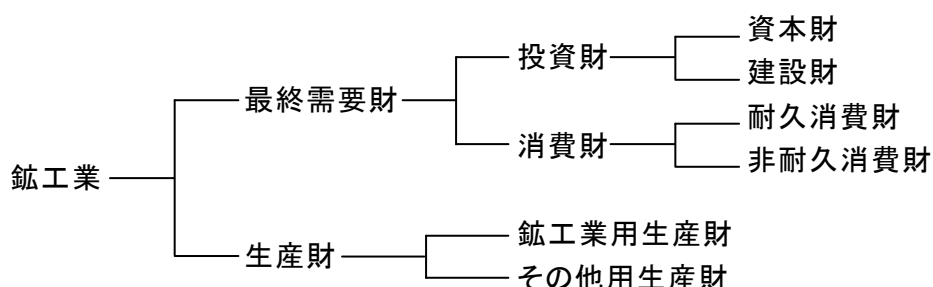 資本財
投資財
建設財
最終需要財
耐久消費財
消費財
非耐久消費財
鉱工業
鉱工業用生産財
生産財
その他用生産財